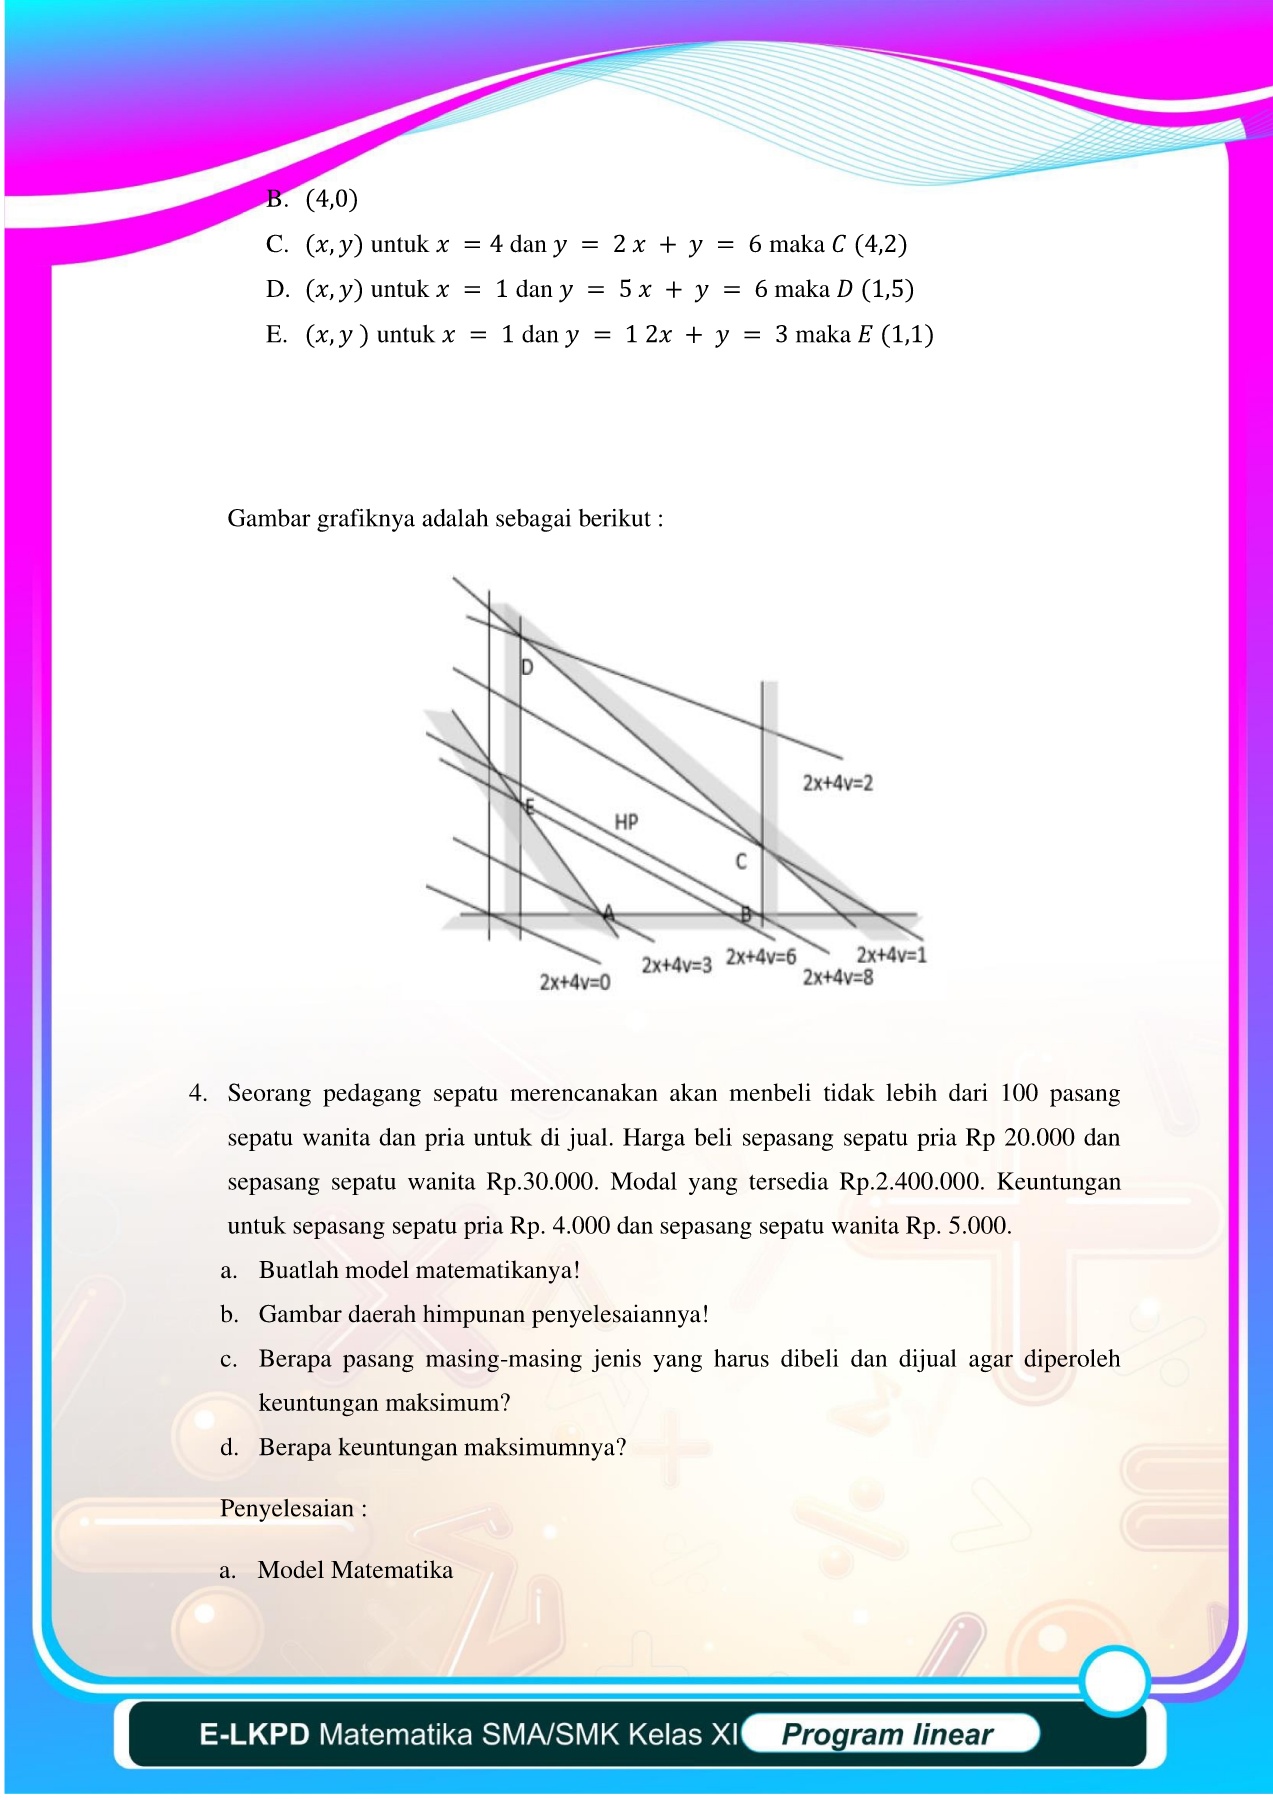 B. (4,0)
C. (x, y) untuk x = 4 dan y = 2 x + y = 6 maka C (4,2)
D. (x, y) untuk x = 1 dan y = 5 x + y = 6 maka D (1,5)
E. (x, y ) untuk x = 1 dan y = 1 2x + y = 3 maka E (1,1)
Gambar grafiknya adalah sebagai berikut :
D
2x+4v=2
E
HP
C
A
B
2x+4v=0
2x+4v=3
2x+4v=6
2x+4v=8
2x+4v=1
4. Seorang pedagang sepatu merencanakan akan menbeli tidak lebih dari 100 pasang
sepatu wanita dan pria untuk di jual. Harga beli sepasang sepatu pria Rp 20.000 dan
sepasang sepatu wanita Rp.30.000. Modal yang tersedia Rp.2.400.000. Keuntungan
untuk sepasang sepatu pria Rp. 4.000 dan sepasang sepatu wanita Rp. 5.000.
a. Buatlah model matematikanya!
b. Gambar daerah himpunan penyelesaiannya!
c. Berapa pasang masing-masing jenis yang harus dibeli dan dijual agar diperoleh
keuntungan maksimum?
d. Berapa keuntungan maksimumnya?
Penyelesaian :
a. Model Matematika
E-LKPD Matematika SMA/SMK Kelas XI Program linear